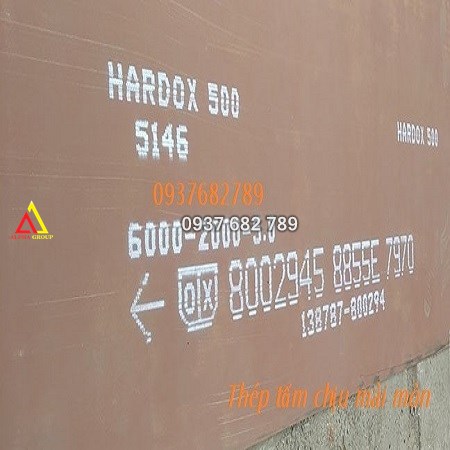 HARDOX 500
5146
HARDOX 500
0937682789
0937 682 789
6000-2000-5.0
8002945 8855E 7970
138787-800294
GROUP
Thép tấm chịu mài mòn